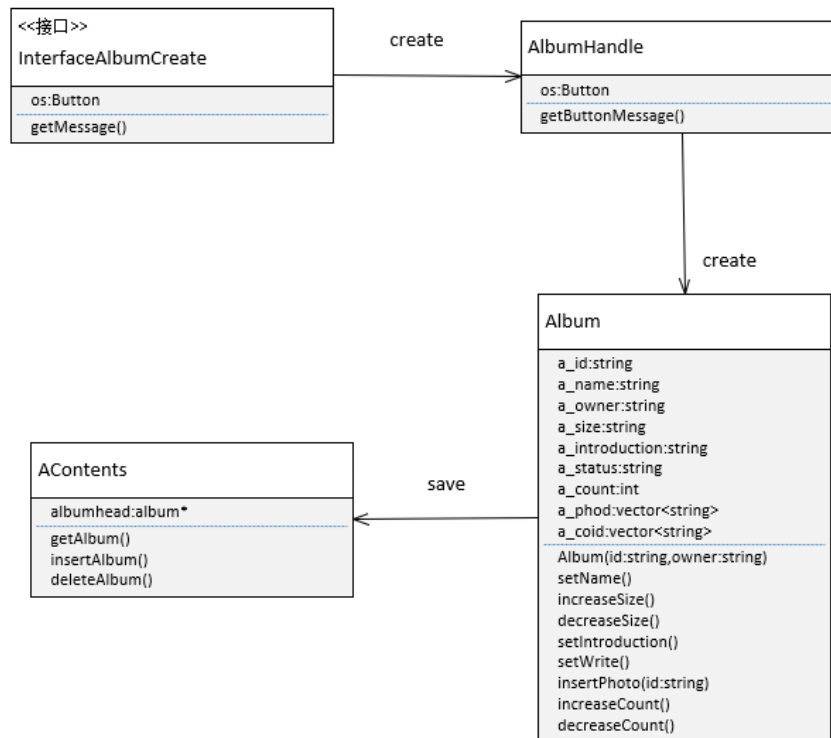 <<接口>>
InterfaceAlbumCreate
os:Button
getMessage()
create
AlbumHandle
os:Button
getButtonMessage()
create
Album
a_id:string
a_name:string
a_owner:string
a_size:string
a_introduction:string
a_status:string
a_count:int
a_phod:vector<string>
a_coid:vector<string>
Album(id:string,owner:string)
setName()
increaseSize()
decreaseSize()
setIntroduction()
setWrite()
insertPhoto(id:string)
increaseCount()
decreaseCount()
save
AContents
albumhead:album*
getAlbum()
insertAlbum()
deleteAlbum()